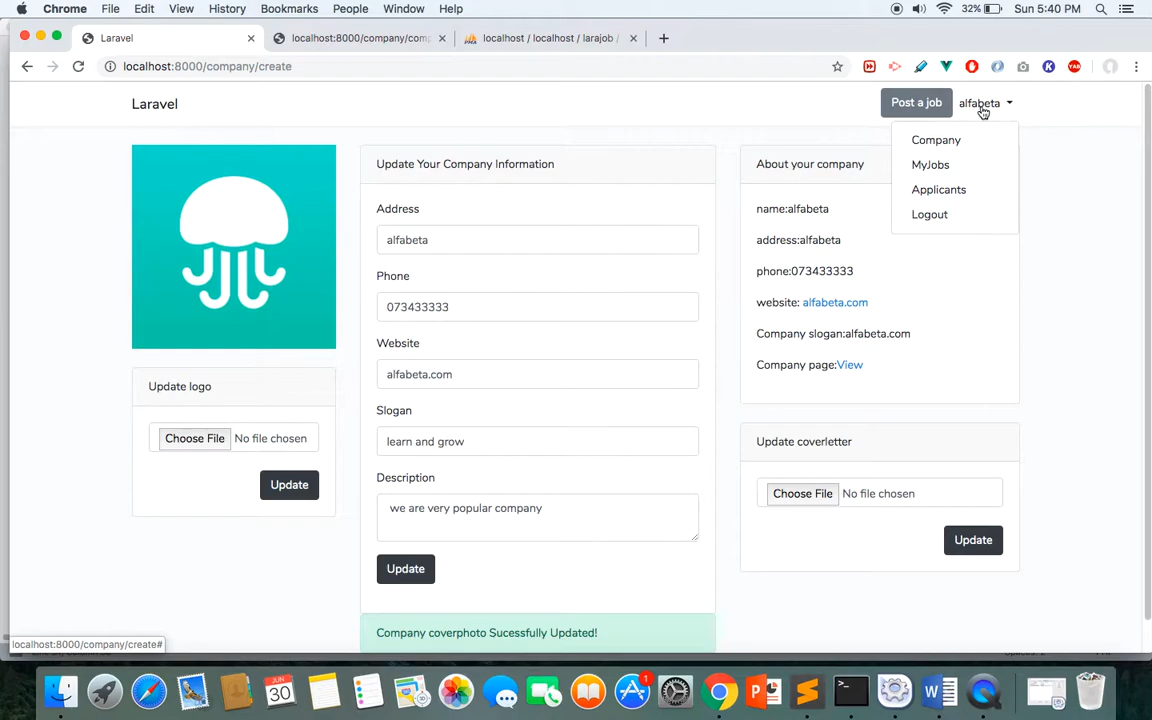 Chrome File Edit View History Bookmarks People Window Help 32% Sun 5:40 PM
Laravel localhost:8000/company/com localhost / localhost / larajob /
localhost:8000/company/create
Laravel Post a job alfabeta
Company
MyJobs
Applicants
Logout
Update logo
Choose File No file chosen
Update
Update Your Company Information
Address
alfabeta
Phone
073433333
Website
alfabeta.com
Slogan
learn and grow
Description
we are very popular company
Update
Company coverphoto Sucessfully Updated!
About your company
name:alfabeta
address:alfabeta
phone:073433333
website: alfabeta.com
Company slogan:alfabeta.com
Company page:View
Update coverletter
Choose File No file chosen
Update
localhost:8000/company/create#
JUN
30
1